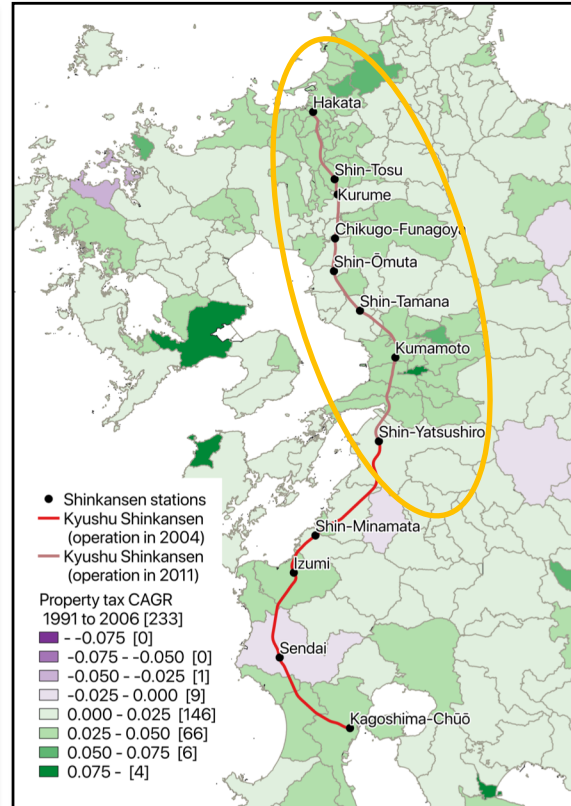 Hakata
Shin-Tosu
Kurume
Chikugo-Funagoya
Shin-Ōmuta
Shin-Tamana
Kumamoto
Shin-Yatsushiro
Shinkansen stations
Kyushu Shinkansen
(operation in 2004)
Kyushu Shinkansen
(operation in 2011)
Shin-Minamata
Izumi
Sendai
Kagoshima-Chūō
Property tax CAGR
1991 to 2006 [233]
- -0.075 [0]
-0.075 - -0.050 [0]
-0.050 - -0.025 [1]
-0.025 - 0.000 [9]
0.000 - 0.025 [146]
0.025 - 0.050 [66]
0.050 - 0.075 [6]
0.075 - [4]